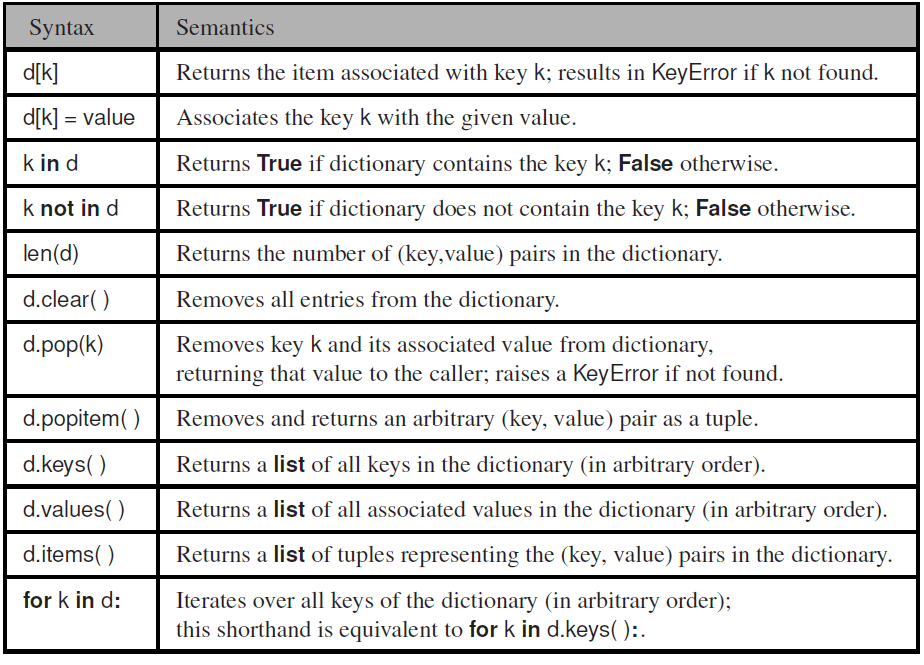 Syntax Semantics
d[k] Returns the item associated with key k; results in KeyError if k not found.
d[k] = value Associates the key k with the given value.
k in d Returns True if dictionary contains the key k; False otherwise.
k not in d Returns True if dictionary does not contain the key k; False otherwise.
len(d) Returns the number of (key,value) pairs in the dictionary.
d.clear( ) Removes all entries from the dictionary.
d.pop(k) Removes key k and its associated value from dictionary,
returning that value to the caller; raises a KeyError if not found.
d.popitem( ) Removes and returns an arbitrary (key, value) pair as a tuple.
d.keys( ) Returns a list of all keys in the dictionary (in arbitrary order).
d.values( ) Returns a list of all associated values in the dictionary (in arbitrary order).
d.items( ) Returns a list of tuples representing the (key, value) pairs in the dictionary.
for k in d: Iterates over all keys of the dictionary (in arbitrary order);
this shorthand is equivalent to for k in d.keys( ):.